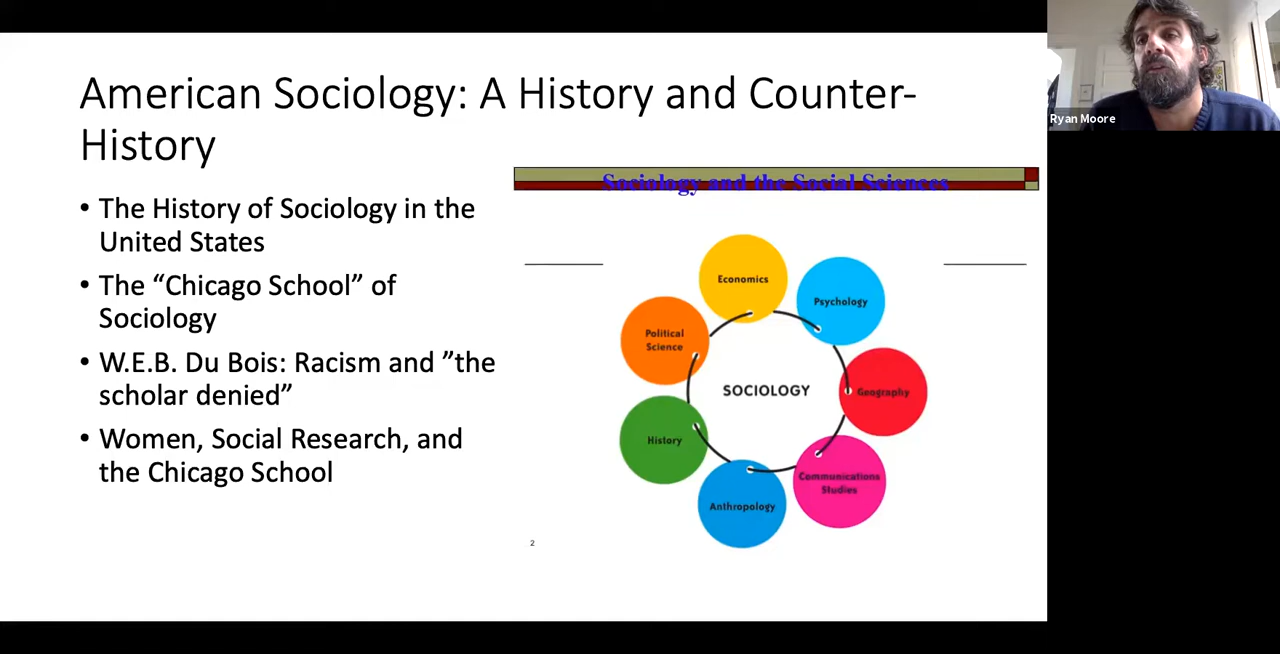 American Sociology: A History and Counter-
History
• The History of Sociology in the
United States
• The “Chicago School” of
Sociology
• W.E.B. Du Bois: Racism and ”the
scholar denied”
• Women, Social Research, and
the Chicago School
Sociology and the Social Sciences
Economics
Psychology
Political
Science
SOCIOLOGY
Geography
History
Communications
Studies
Anthropology
2
Ryan Moore